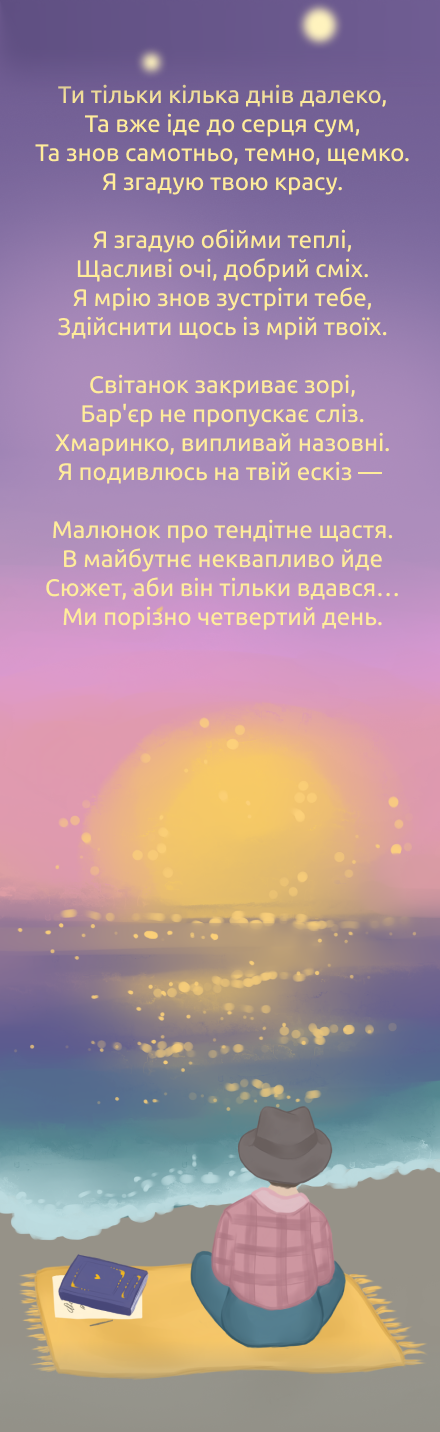 Ти тільки кілька днів далеко,
Та вже іде до серця сум,
Та знов самотньо, темно, щемко.
Я згадую твою красу.
Я згадую обійми теплі,
Щасливі очі, добрий сміх.
Я мрію знов зустріти тебе,
Здійснити щось із мрій твоїх.
Світанок закриває зорі,
Бар'єр не пропускає сліз.
Хмаринко, випливай назовні.
Я подивлюсь на твій ескіз —
Малюнок про тендітне щастя.
В майбутнє неквапливо йде
Сюжет, аби він тільки вдався...
Ми порізно четвертий день.